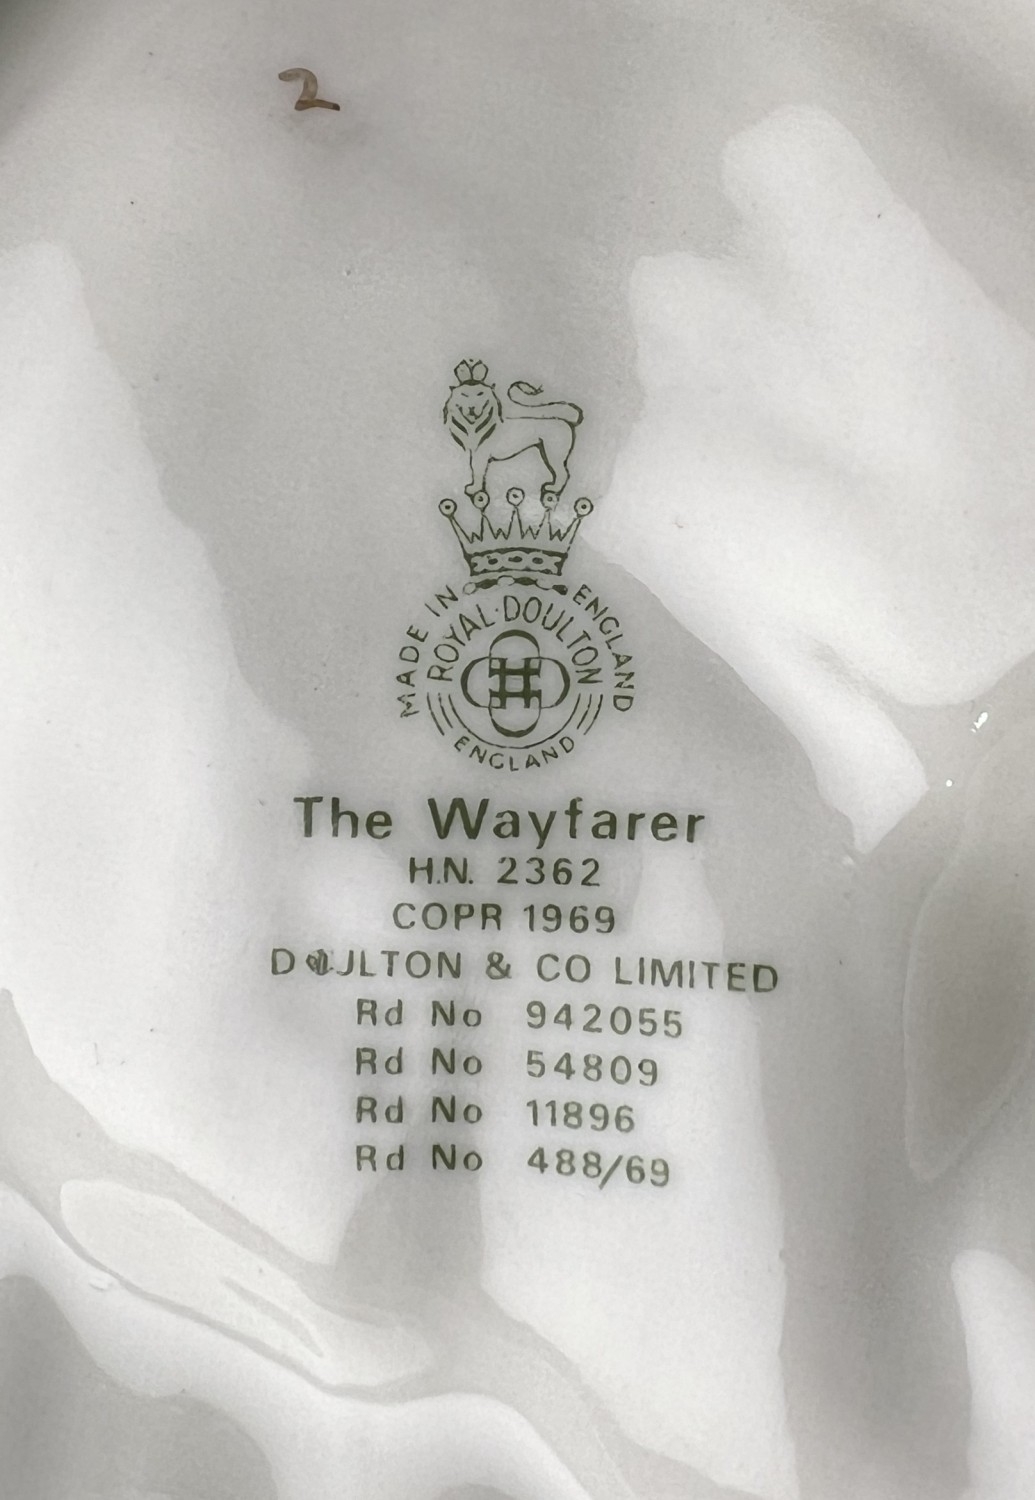 2
MADE IN ENGLAND
ROYAL·DOULTON
ENGLAND
The Wayfarer
H.N. 2362
COPR 1969
DOULTON & CO LIMITED
Rd No 942055
Rd No 54809
Rd No 11896
Rd No 488/69